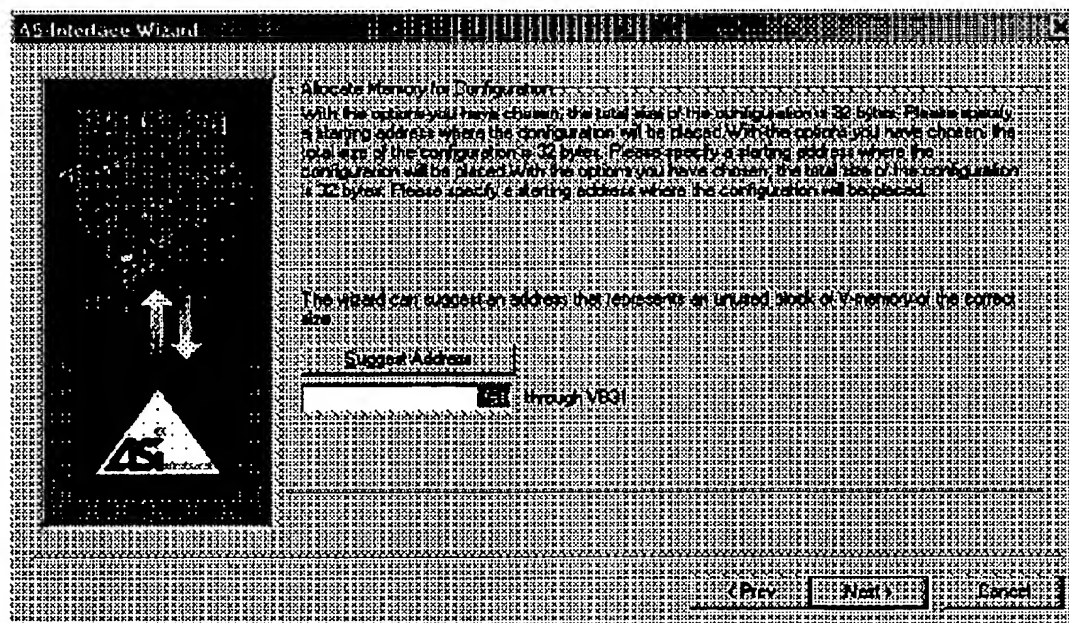 AS-Interface Wizard
Allocate Memory for Configuration
With the options you have chosen, the total size of the configuration is 32 bytes. Please specify
a starting address where the configuration will be placed.With the options you have chosen, the
total size of the configuration is 32 bytes. Please specify a starting address where the
configuration will be placed.With the options you have chosen, the total size of the configuration
is 32 bytes. Please specify a starting address where the configuration will be placed.
The wizard can suggest an address that represents an unused block of V-memory of the correct
size.
Suggest Address
through VB31
ASi
<Prev
Next>
Cancel